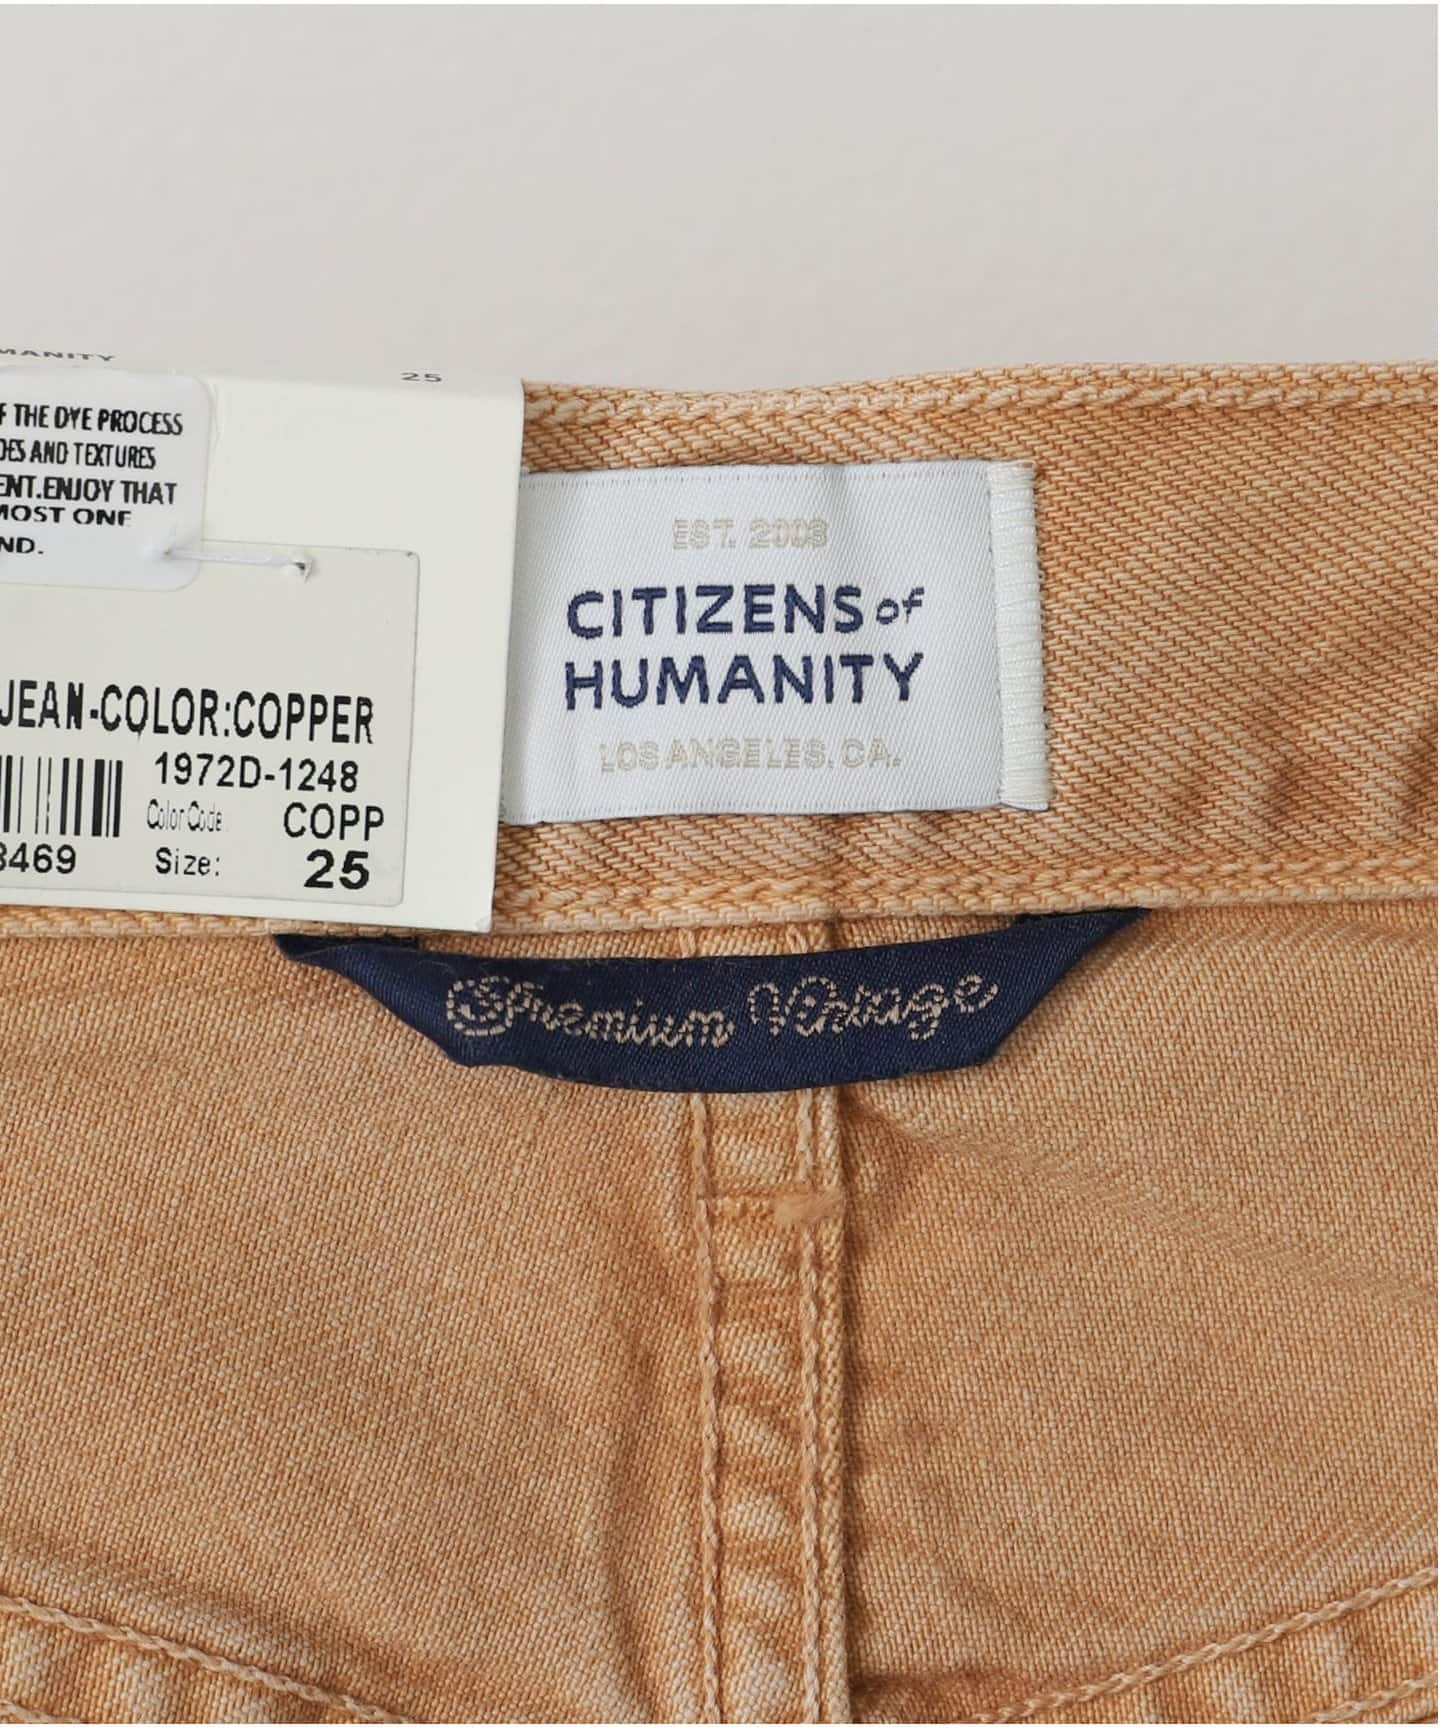 MANITY
25
F THE DYE PROCESS
DES AND TEXTURES
ENT.ENJOY THAT
MOST ONE
ND.
JEAN-COLOR:COPPER
1972D-1248
Color Code: COPP
3469
Size: 25
EST. 2003
CITIZENS of
HUMANITY
LOS ANGELES, CA.
Premium Vintage